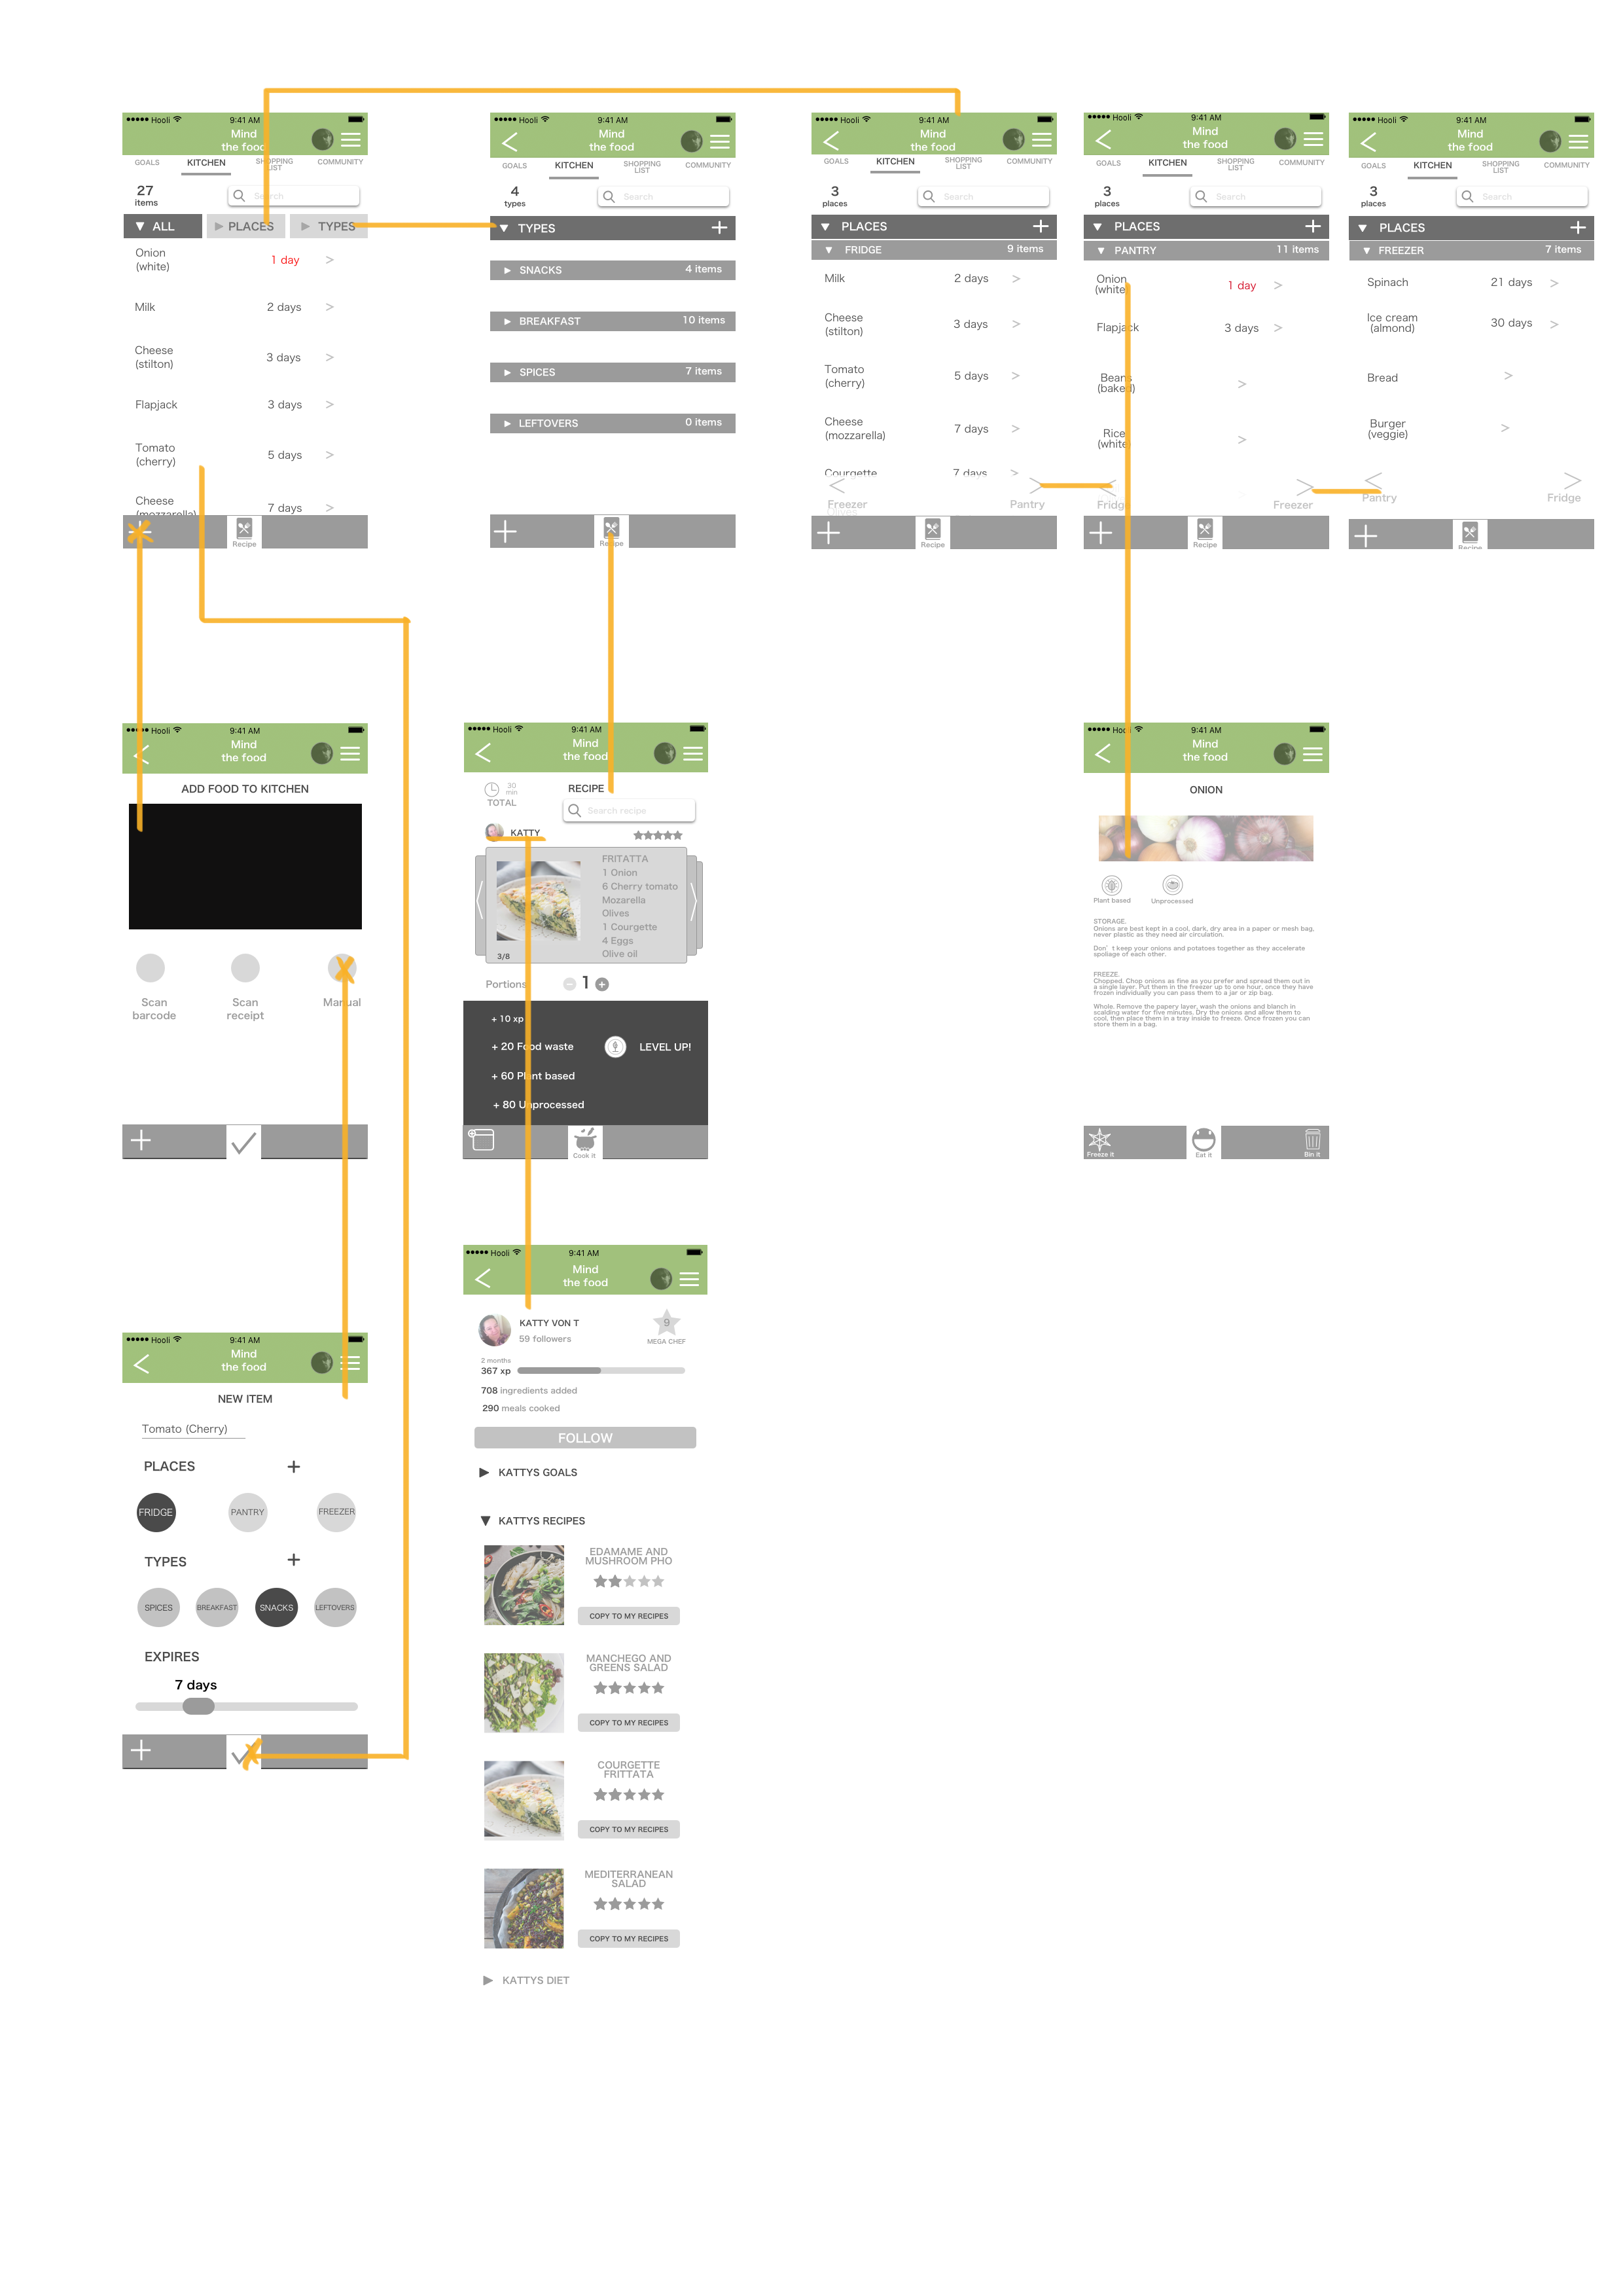 Hooli 9:41 AM
Mind
the food
GOALS KITCHEN SHOPPING LIST COMMUNITY
27
items
Search
ALL PLACES TYPES
Onion
(white) 1 day >
Milk 2 days >
Cheese
(stilton) 3 days >
Flapjack 3 days >
Tomato
(cherry) 5 days >
Cheese
(mozzarella) 7 days >
Recipe
Hooli 9:41 AM
Mind
the food
GOALS KITCHEN SHOPPING LIST COMMUNITY
4
types
Search
TYPES +
SNACKS 4 items
BREAKFAST 10 items
SPICES 7 items
LEFTOVERS 0 items
+ Recipe
Hooli 9:41 AM
Mind
the food
GOALS KITCHEN SHOPPING LIST COMMUNITY
3
places
Search
PLACES +
FRIDGE 9 items
Milk 2 days >
Cheese
(stilton) 3 days >
Tomato
(cherry) 5 days >
Cheese
(mozzarella) 7 days >
Courgette 7 days >
Freezer Pantry
Olives
+ Recipe
Hooli 9:41 AM
Mind
the food
GOALS KITCHEN SHOPPING LIST COMMUNITY
3
places
Search
PLACES +
PANTRY 11 items
Onion
(white) 1 day >
Flapjack 3 days >
Beans
(baked) >
Rice
(white) >
Fridge Freezer
+ Recipe
Hooli 9:41 AM
Mind
the food
GOALS KITCHEN SHOPPING LIST COMMUNITY
3
places
Search
PLACES +
FREEZER 7 items
Spinach 21 days >
Ice cream
(almond) 30 days >
Bread >
Burger
(veggie) >
Pantry Fridge
+ Recipe
Hooli 9:41 AM
Mind
the food
ADD FOOD TO KITCHEN
Scan
barcode
Scan
receipt
Manual
+
Hooli 9:41 AM
Mind
the food
30
min
TOTAL
RECIPE
Search recipe
KATTY
FRITATTA
1 Onion
6 Cherry tomato
Mozarella
Olives
1 Courgette
4 Eggs
Olive oil
3/8
Portions 1
+ 10 xp
+ 20 Food waste LEVEL UP!
+ 60 Plant based
+ 80 Unprocessed
Cook it
Hooli 9:41 AM
Mind
the food
ONION
Plant based Unprocessed
STORAGE.
Onions are best kept in a cool, dark, dry area in a paper or mesh bag,
never plastic as they need air circulation.
Don' t keep your onions and potatoes together as they accelerate
spoilage of each other.
FREEZE.
Chopped. Chop onions as fine as you prefer and spread them out in
a single layer. Put them in the freezer up to one hour, once they have
frozen individually you can pass them to a jar or zip bag.
Whole. Remove the papery layer, wash the onions and blanch in
scalding water for five minutes. Dry the onions and allow them to
cool, then place them in a tray inside to freeze. Once frozen you can
store them in a bag.
Freeze it Eat it Bin it
Hooli 9:41 AM
Mind
the food
KATTY VON T
59 followers
9
MEGA CHEF
2 months
367 xp
708 ingredients added
290 meals cooked
FOLLOW
KATTYS GOALS
KATTYS RECIPES
EDAMAME AND
MUSHROOM PHO
COPY TO MY RECIPES
MANCHEGO AND
GREENS SALAD
COPY TO MY RECIPES
COURGETTE
FRITTATA
COPY TO MY RECIPES
MEDITERRANEAN
SALAD
COPY TO MY RECIPES
KATTYS DIET
Hooli 9:41 AM
Mind
the food
NEW ITEM
Tomato (Cherry)
PLACES +
FRIDGE PANTRY FREEZER
TYPES +
SPICES BREAKFAST SNACKS LEFTOVERS
EXPIRES
7 days
+